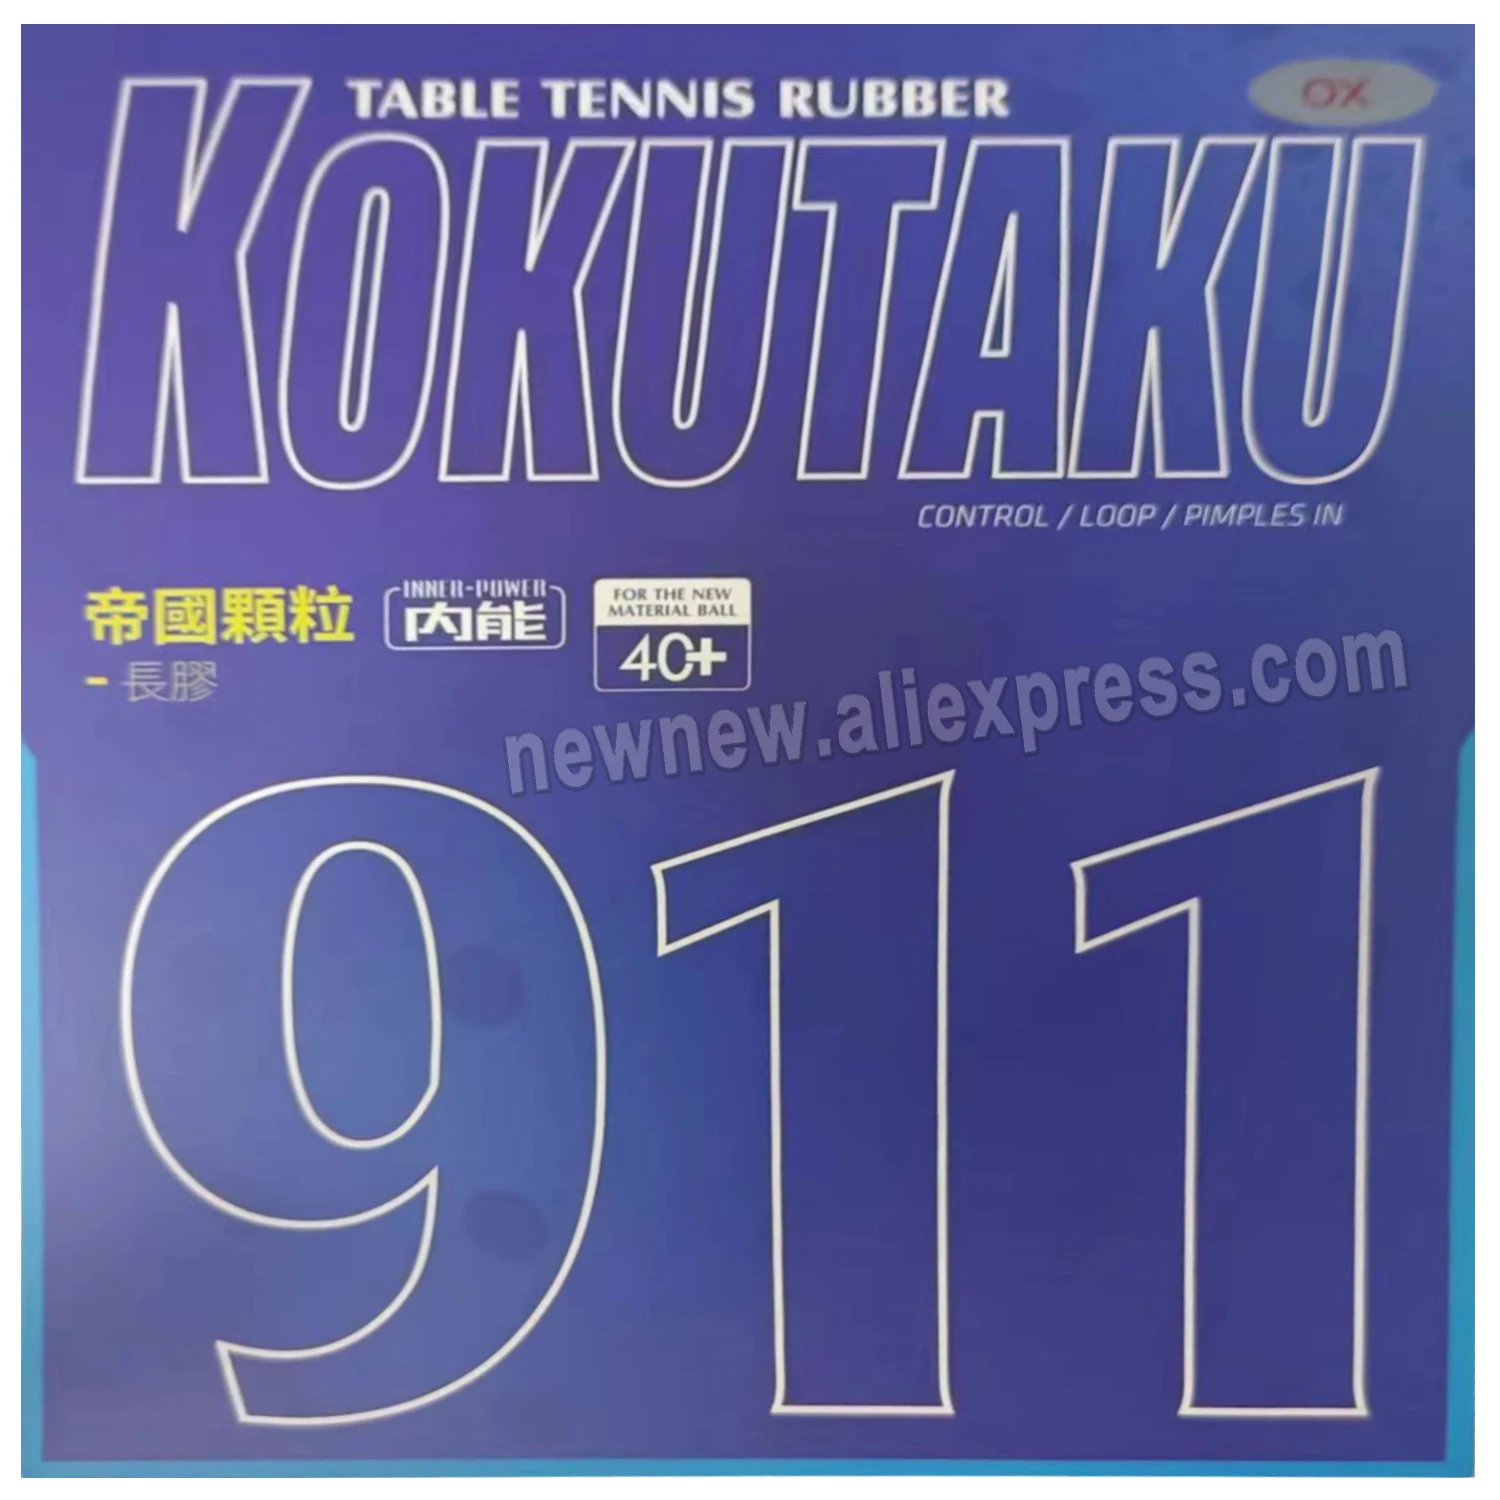 TABLE TENNIS RUBBER
OX
KOKUTAKU
CONTROL / LOOP / PIMPLES IN
帝國顆粒
- 長膠
INNER-POWER
内能
FOR THE NEW
MATERIAL BALL
40+
newnew.aliexpress.com
911